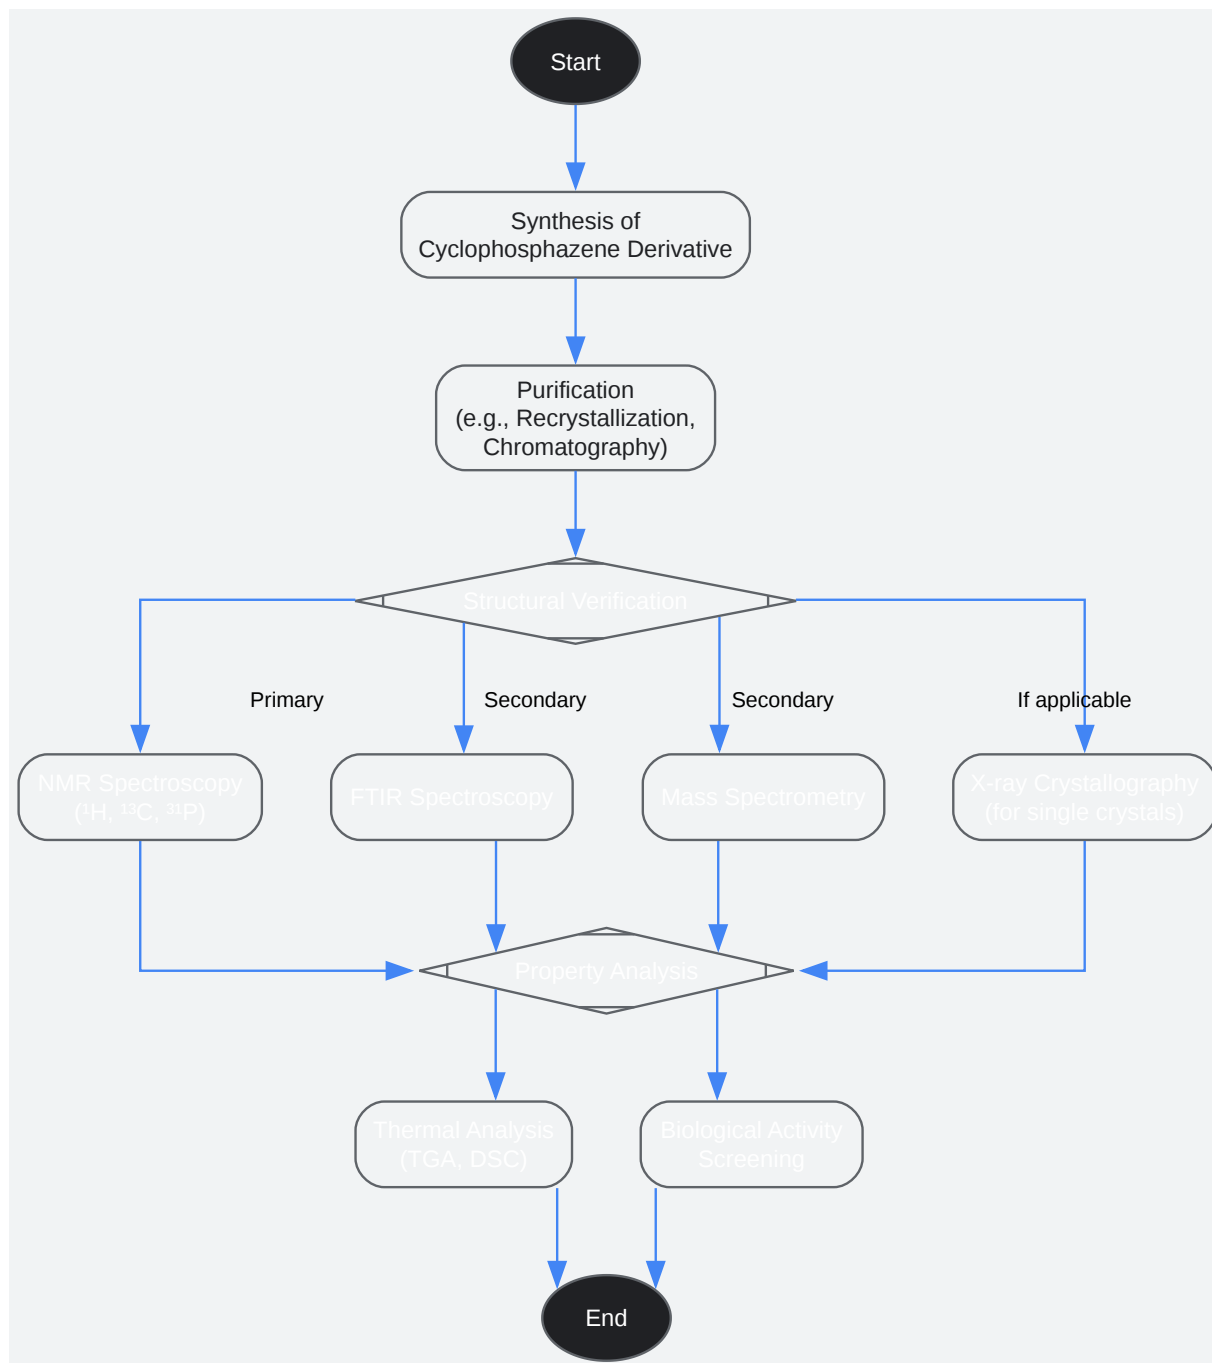 Start
Synthesis of
Cyclophosphazene Derivative
Purification
(e.g., Recrystallization,
Chromatography)
Structural Verification
Primary
Secondary
Secondary
If applicable
NMR Spectroscopy
(¹H, ¹³C, ³¹P)
FTIR Spectroscopy
Mass Spectrometry
X-ray Crystallography
(for single crystals)
Property Analysis
Thermal Analysis
(TGA, DSC)
Biological Activity
Screening
End